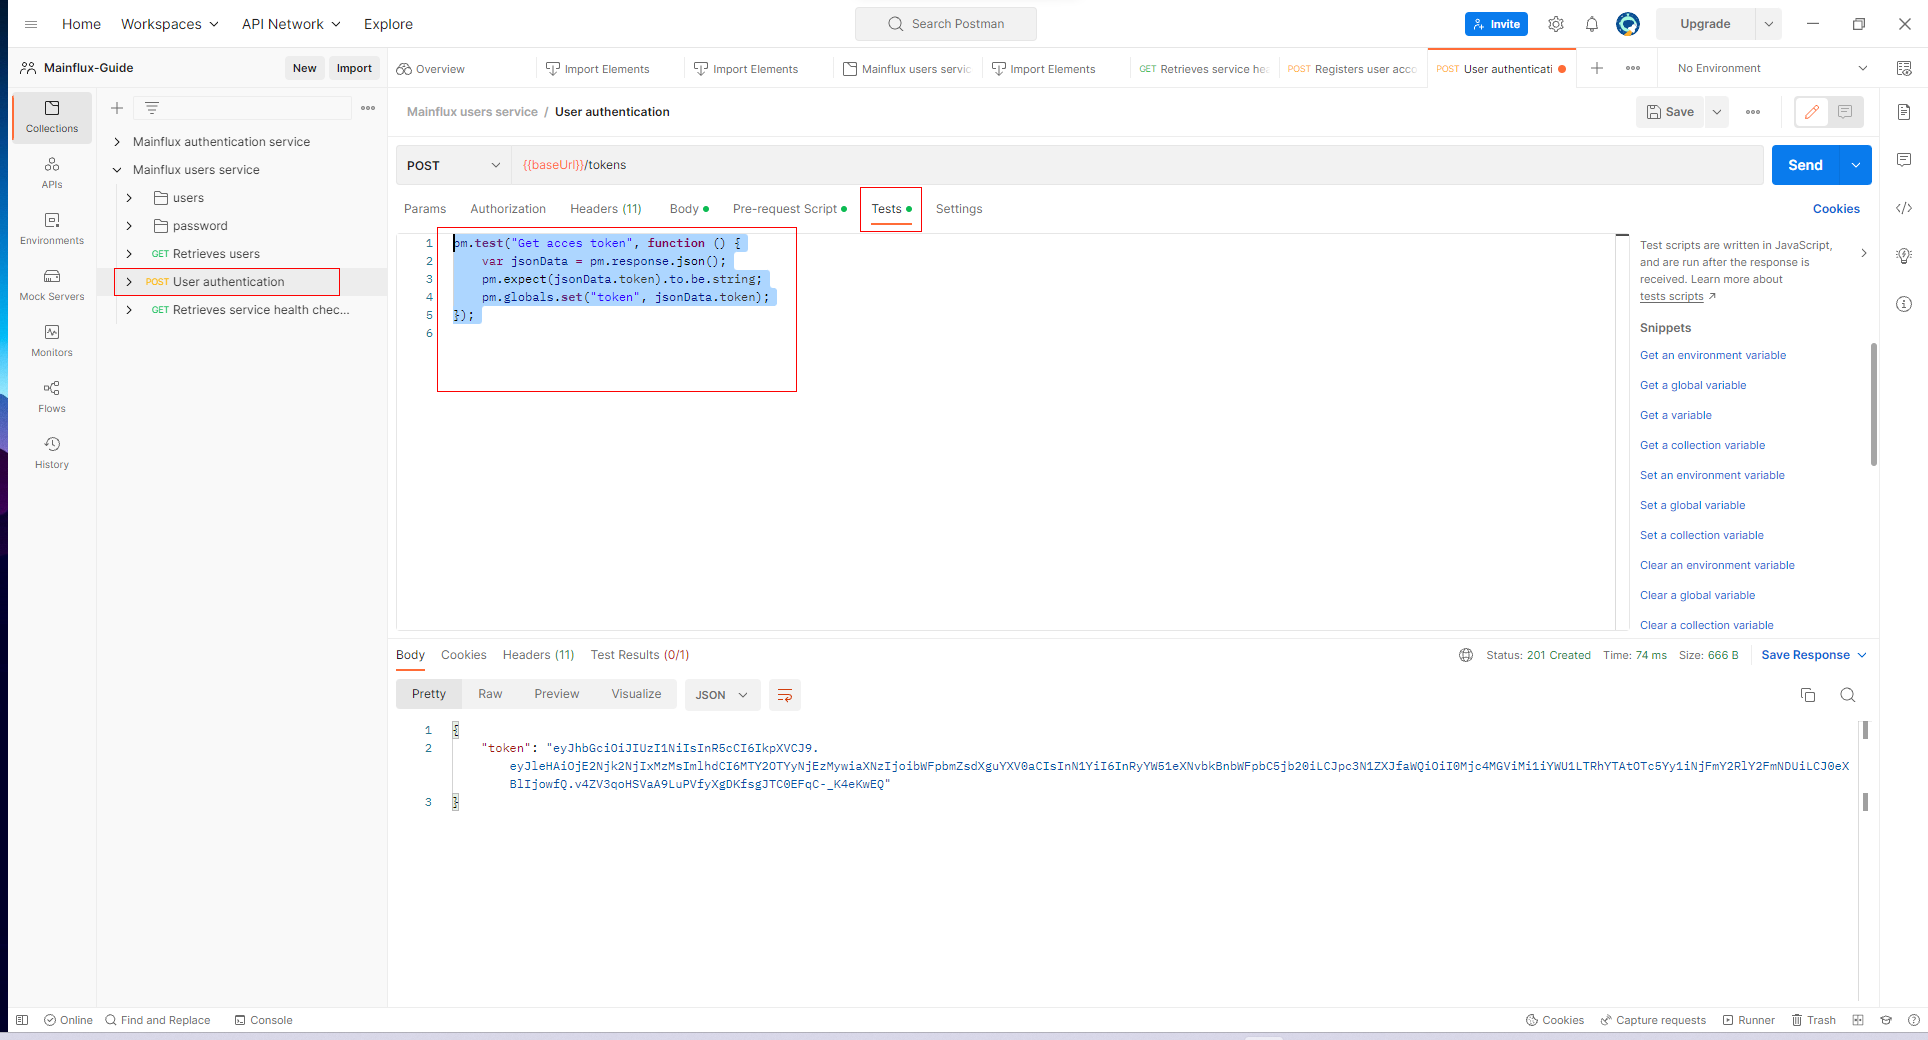 Home Workspaces API Network Explore Search Postman Invite Upgrade
Mainflux-Guide New Import Overview Import Elements Import Elements Mainflux users servic Import Elements GET Retrieves service hea POST Registers user acco POST User authenticati No Environment
Collections
APIs
Environments
Mock Servers
Monitors
Flows
History
Mainflux authentication service
Mainflux users service
users
password
GET Retrieves users
POST User authentication
GET Retrieves service health chec...
Mainflux users service / User authentication Save
POST {{baseUrl}}/tokens Send
Params Authorization Headers (11) Body Pre-request Script Tests Settings Cookies
1 pm.test("Get acces token", function () {
2 var jsonData = pm.response.json();
3 pm.expect(jsonData.token).to.be.string;
4 pm.globals.set("token", jsonData.token);
5 });
6
Test scripts are written in JavaScript,
and are run after the response is
received. Learn more about
tests scripts
Snippets
Get an environment variable
Get a global variable
Get a variable
Get a collection variable
Set an environment variable
Set a global variable
Set a collection variable
Clear an environment variable
Clear a global variable
Clear a collection variable
Body Cookies Headers (11) Test Results (0/1) Status: 201 Created Time: 74 ms Size: 666 B Save Response
Pretty Raw Preview Visualize JSON
1 {
2 "token": "eyJhbGciOiJIUzI1NiIsInR5cCI6IkpXVCJ9.
3 }
Online Find and Replace Console Cookies Capture requests Runner Trash